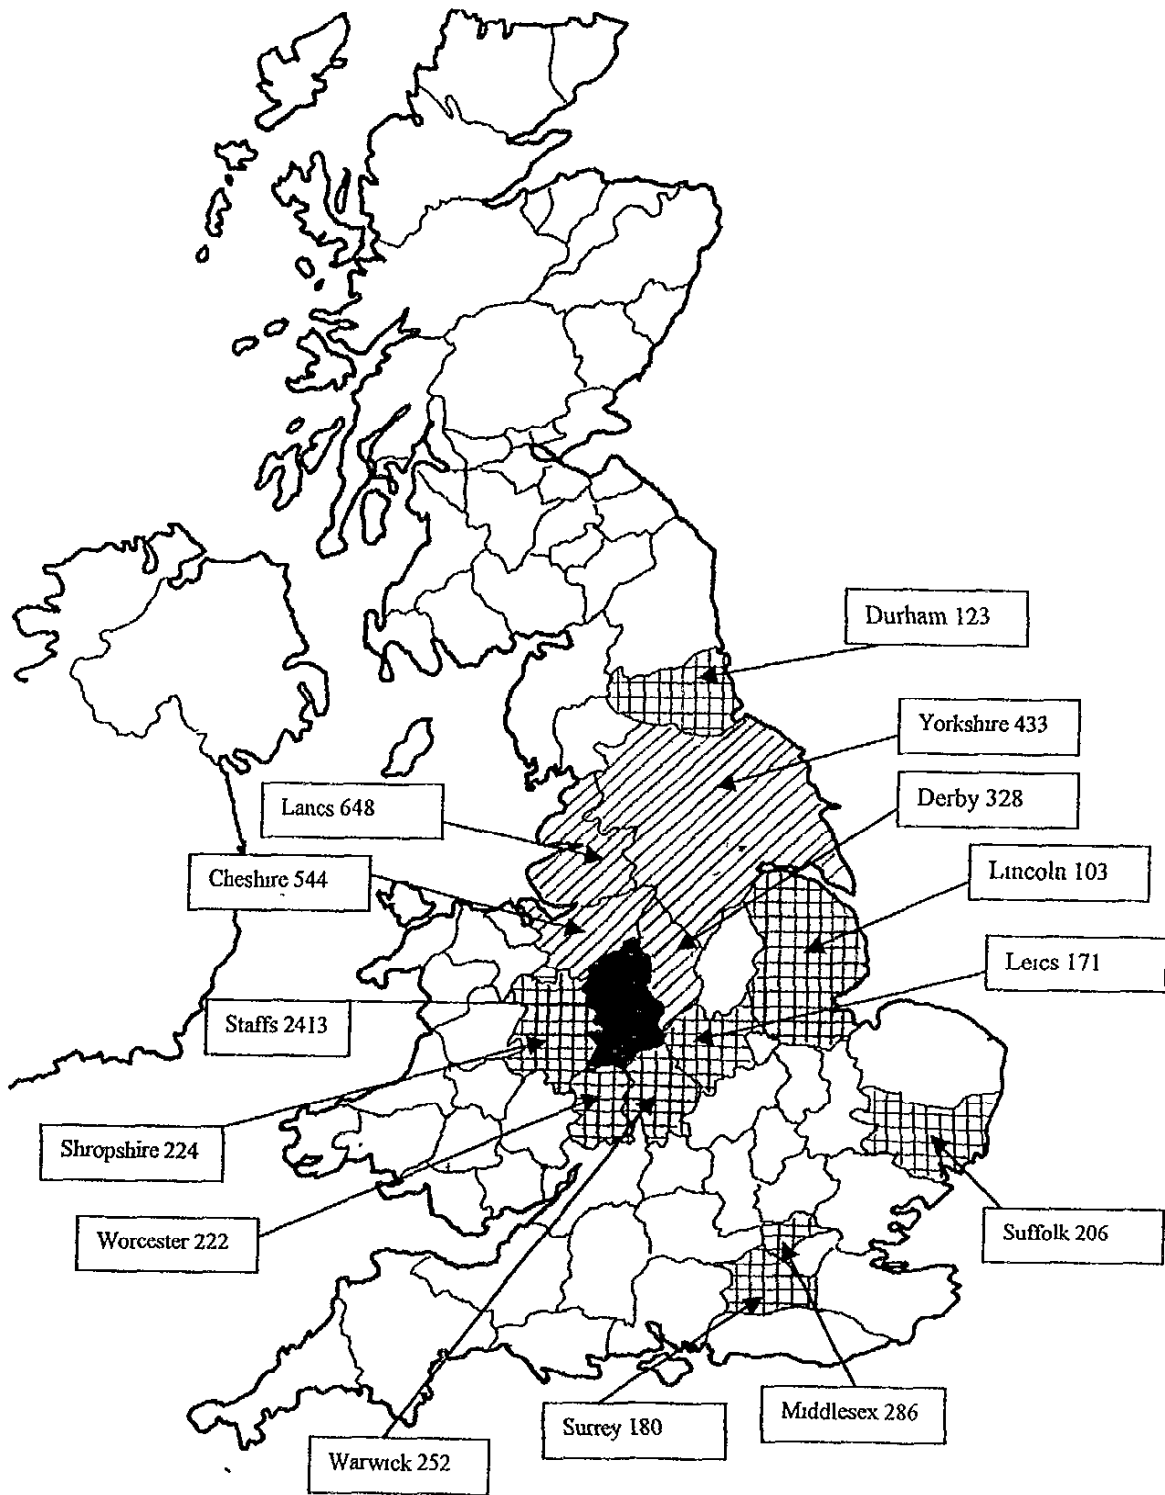 Durham 123
Yorkshire 433
Lancs 648
Derby 328
Cheshire 544
Lincoln 103
Leics 171
Staffs 2413
Shropshire 224
Suffolk 206
Worcester 222
Middlesex 286
Surrey 180
Warwick 252